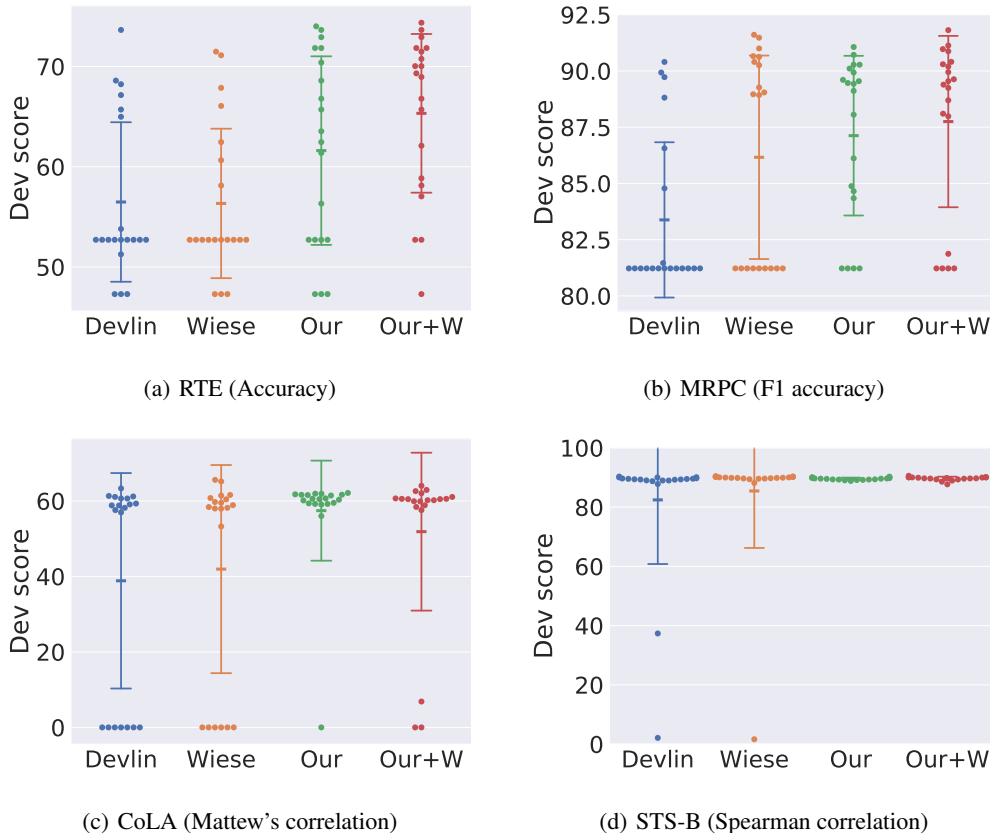 Dev score
70
60
50
Devlin Wiese Our Our+W
(a) RTE (Accuracy)
Dev score
92.5
90.0
87.5
85.0
82.5
80.0
Devlin Wiese Our Our+W
(b) MRPC (F1 accuracy)
Dev score
60
40
20
0
Devlin Wiese Our Our+W
(c) CoLA (Mattew's correlation)
Dev score
100
80
60
40
20
0
Devlin Wiese Our Our+W
(d) STS-B (Spearman correlation)